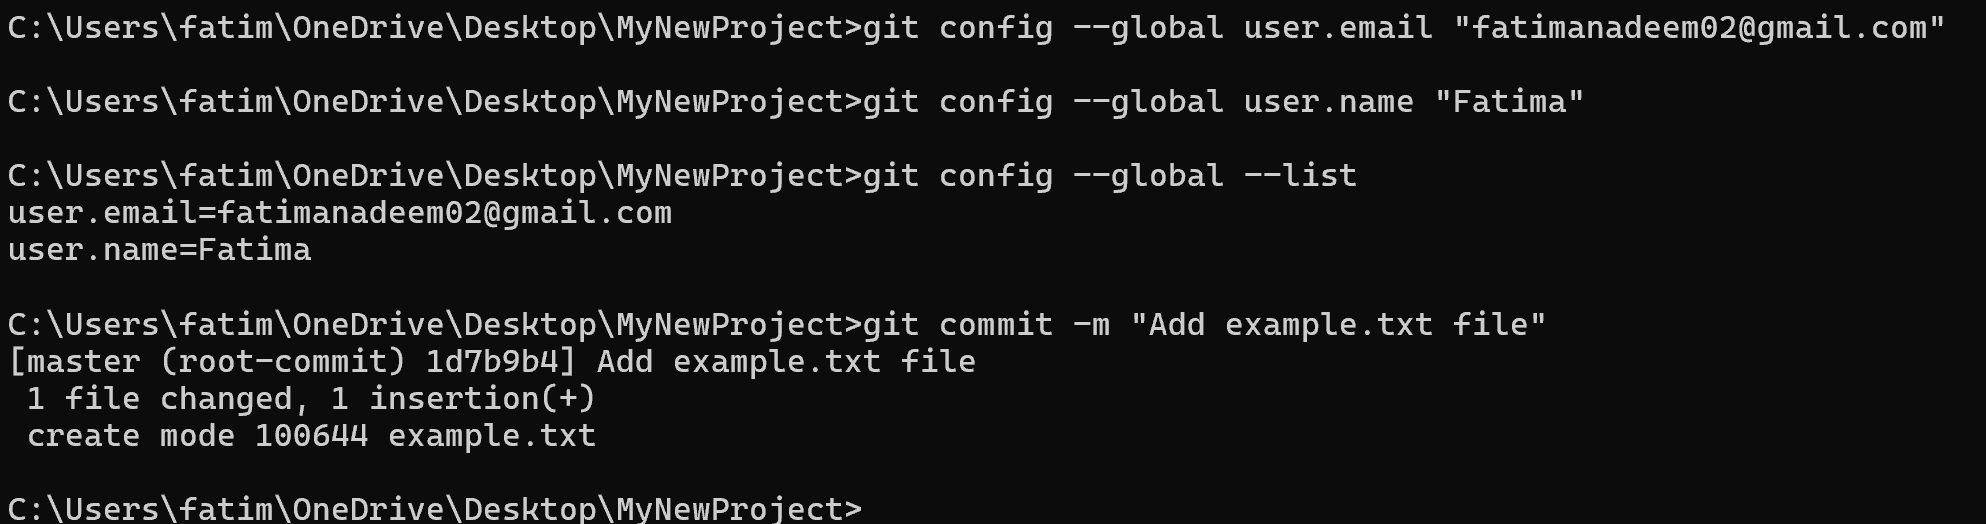 C:\Users\fatim\OneDrive\Desktop\MyNewProject>git config --global user.email "fatimanadeem02@gmail.com"
C:\Users\fatim\OneDrive\Desktop\MyNewProject>git config --global user.name "Fatima"
C:\Users\fatim\OneDrive\Desktop\MyNewProject>git config --global --list
user.email=fatimanadeem02@gmail.com
user.name=Fatima
C:\Users\fatim\OneDrive\Desktop\MyNewProject>git commit -m "Add example.txt file"
[master (root-commit) 1d7b9b4] Add example.txt file
 1 file changed, 1 insertion(+)
 create mode 100644 example.txt
C:\Users\fatim\OneDrive\Desktop\MyNewProject>